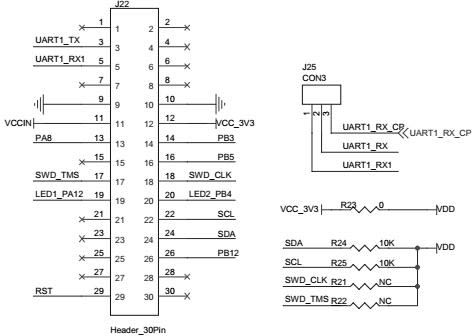 J22
1 1 2 2
UART1_TX 3 3 4 4
UART1_RX1 5 5 6 6
7 7 8 8
9 9 10 10
VCCIN 11 11 12 12 VCC_3V3
PA8 13 13 14 14 PB3
15 15 16 16 PB5
SWD_TMS 17 17 18 18 SWD_CLK
LED1_PA12 19 19 20 20 LED2_PB4
21 21 22 22 SCL
23 23 24 24 SDA
25 25 26 26 PB12
27 27 28 28
RST 29 29 30 30
Header_30Pin
J25
CON3
1 2 3
UART1_RX_CP UART1_RX_CP
UART1_RX
UART1_RX1
VCC_3V3 R23 0 VDD
SDA R24 10K VDD
SCL R25 10K
SWD_CLK R21 NC
SWD_TMS R22 NC